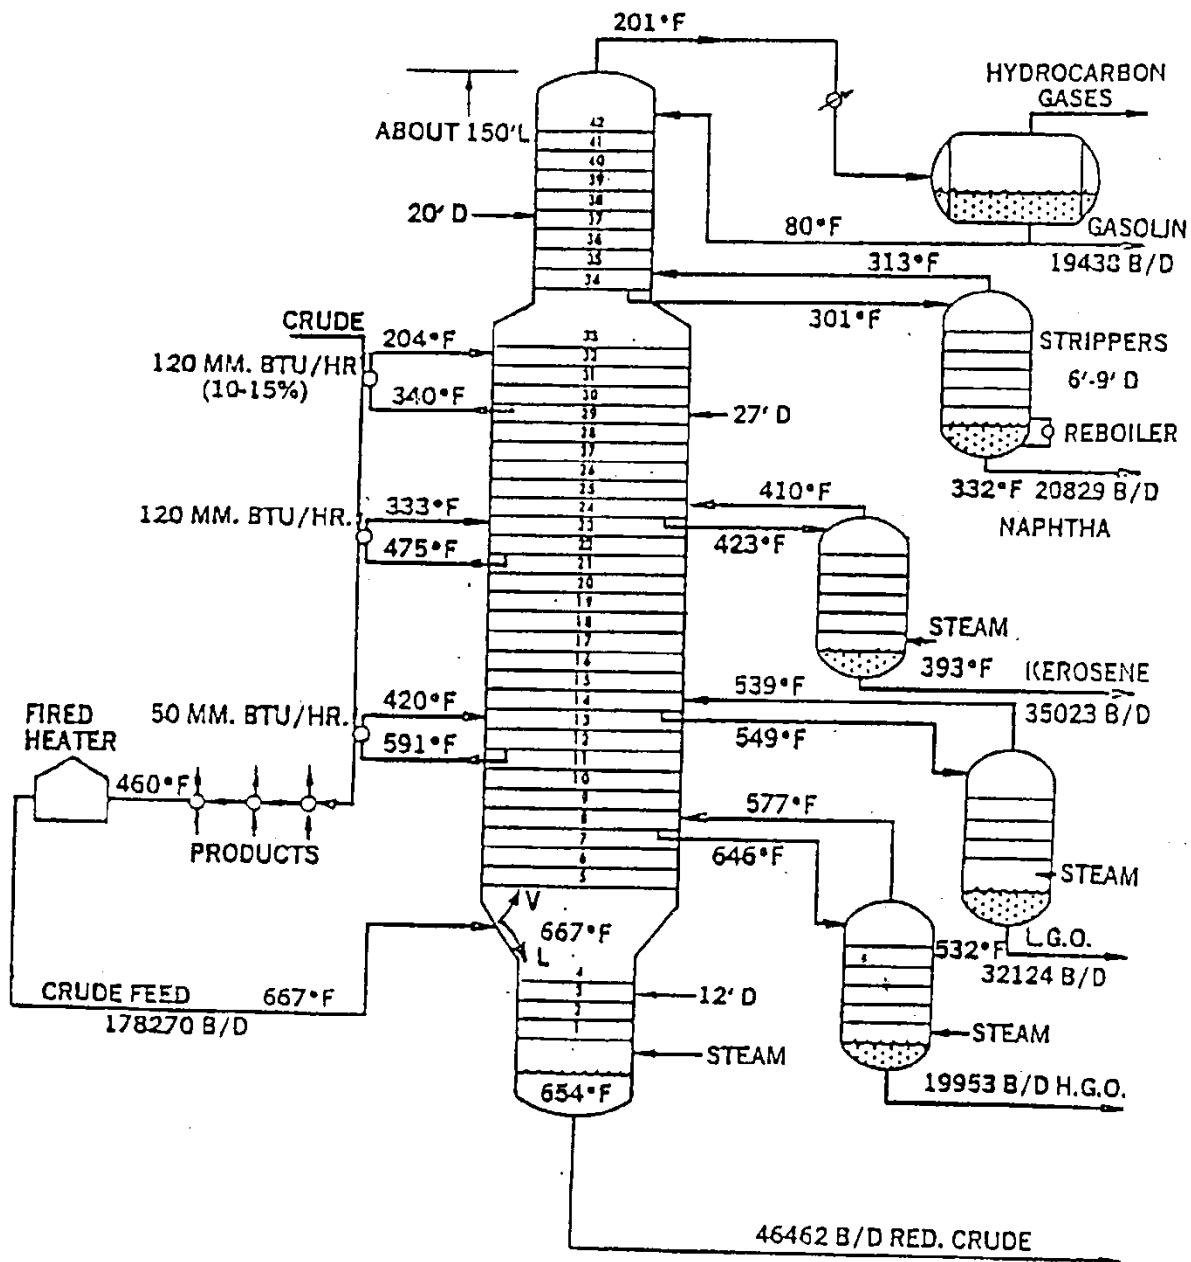 201°F
HYDROCARBON
GASES
ABOUT 150'L
42
41
40
39
38
37
36
35
34
20' D
80°F
GASOLIN
19438 B/D
313°F
301°F
STRIPPERS
6'-9' D
REBOILER
332°F 20829 B/D
NAPHTHA
CRUDE
204°F
120 MM. BTU/HR
(10-15%)
340°F
33
32
31
30
29
28
27
26
25
24
23
22
21
20
19
18
17
16
15
14
13
12
11
10
9
8
7
6
5
27' D
410°F
423°F
120 MM. BTU/HR.
333°F
475°F
STEAM
393°F
KEROSENE
35023 B/D
539°F
549°F
50 MM. BTU/HR.
420°F
591°F
FIRED
HEATER
460°F
PRODUCTS
577°F
646°F
STEAM
V
667°F
L
532°F
L.G.O.
32124 B/D
CRUDE FEED 667°F
178270 B/D
4
3
2
1
12' D
STEAM
STEAM
654°F
19953 B/D H.G.O.
46462 B/D RED. CRUDE